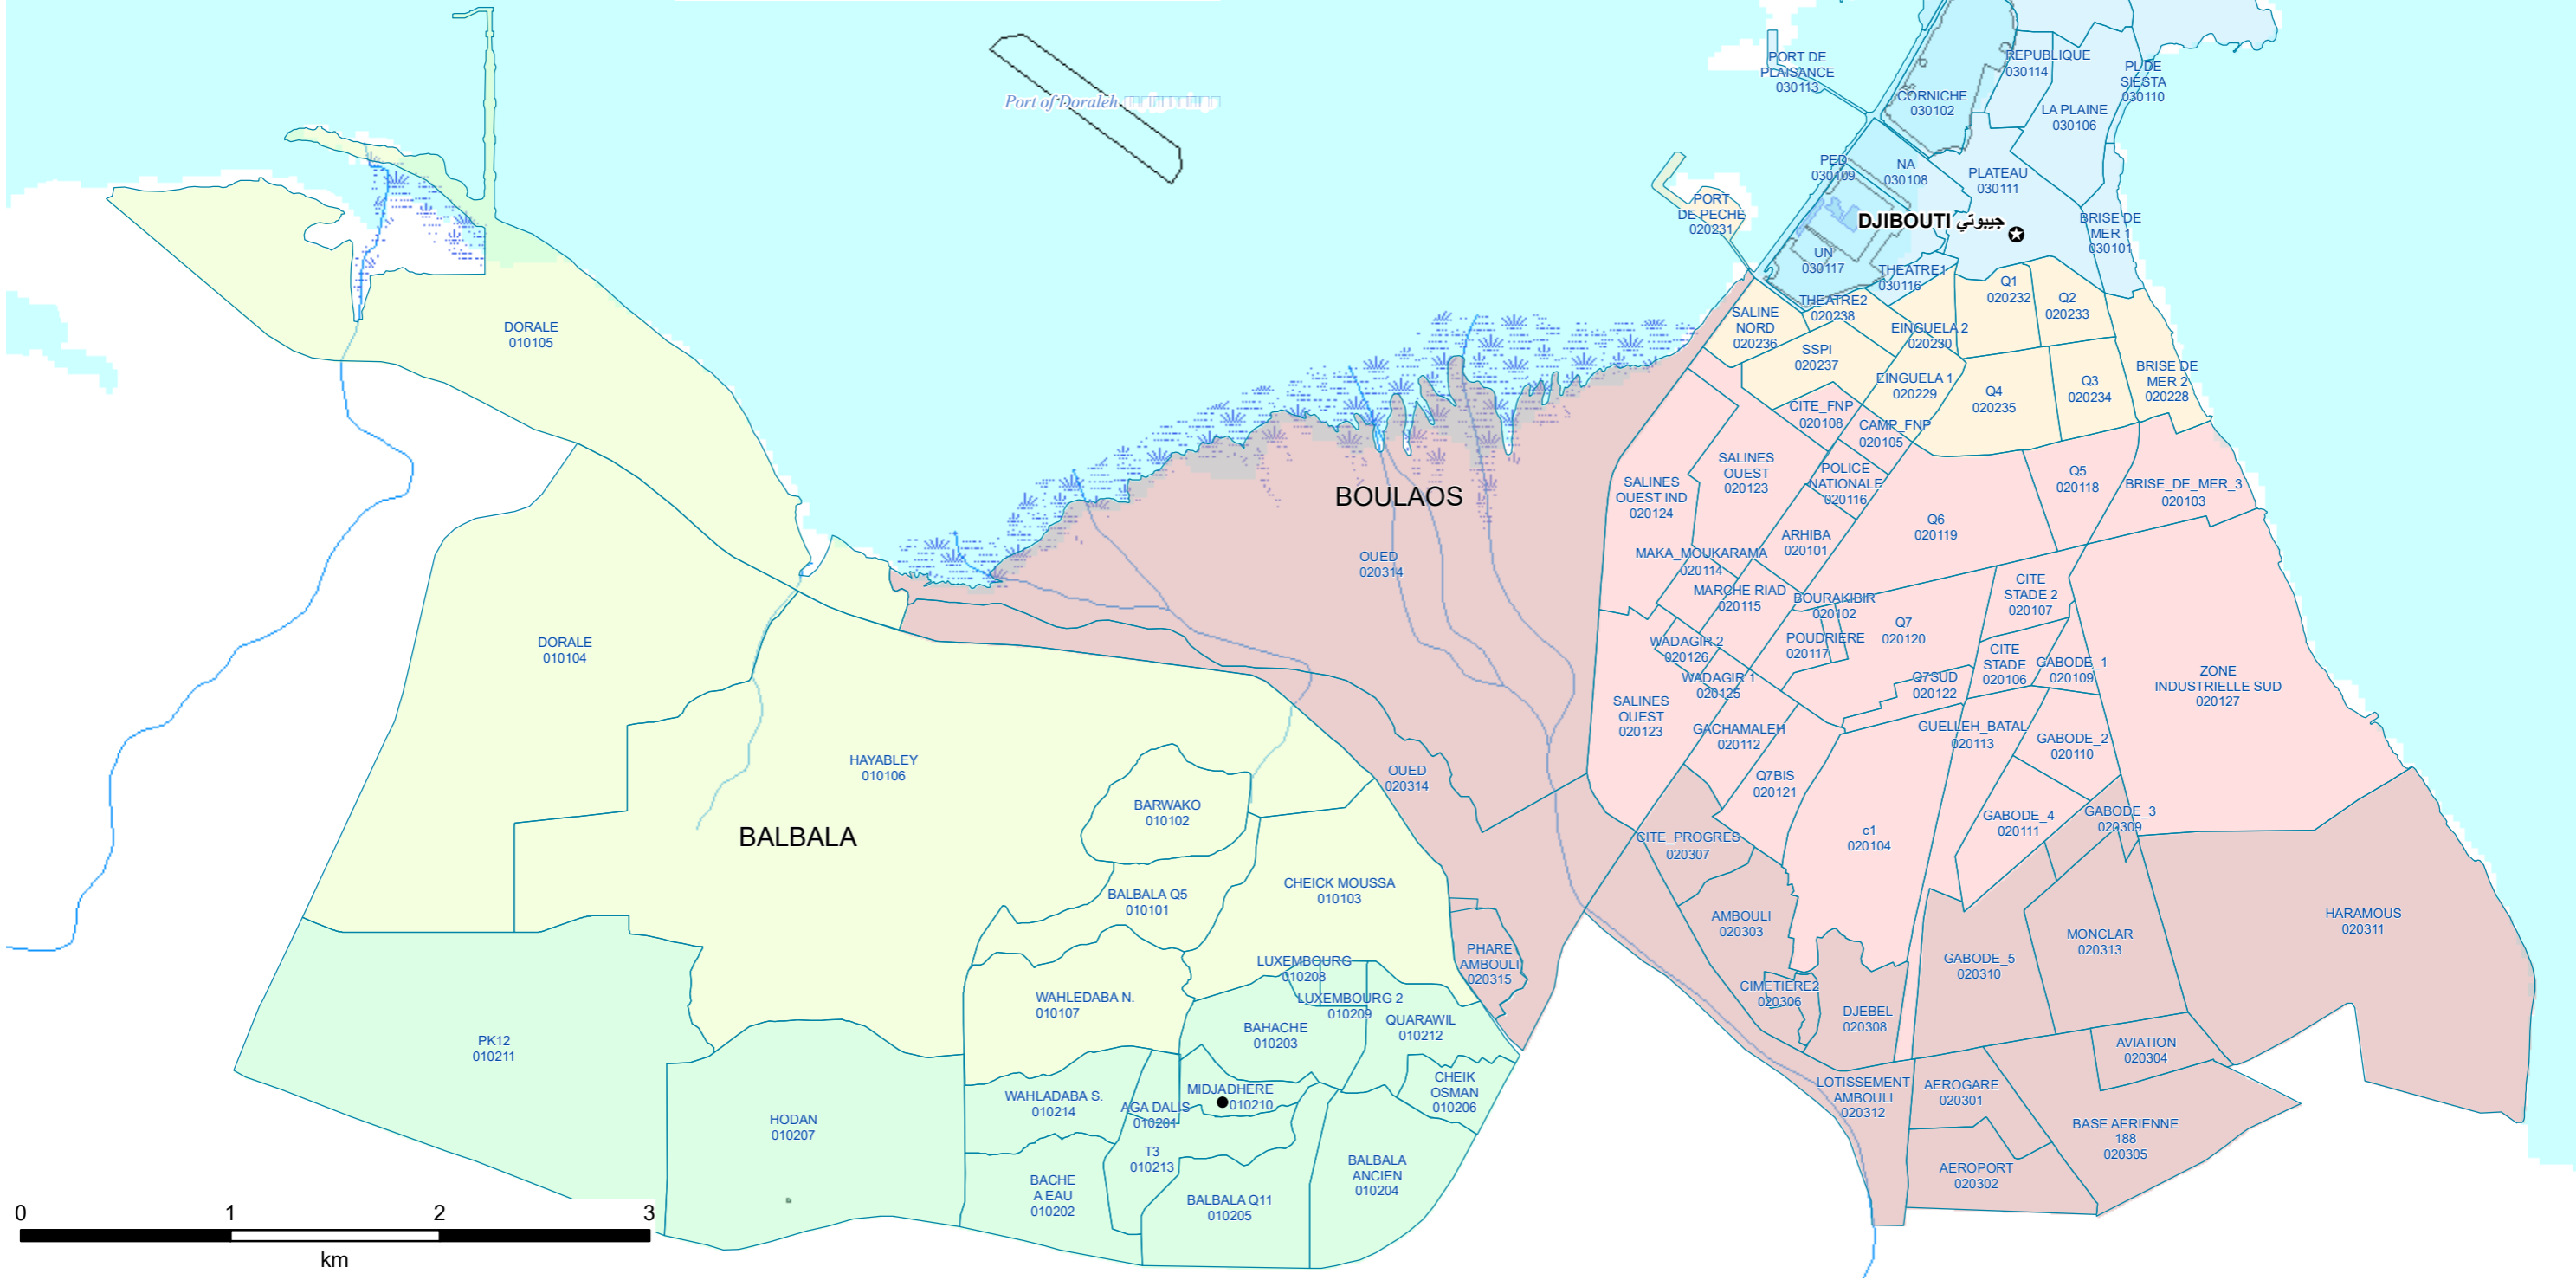 REPUBLIQUE
030114
PORT DE
PLAISANCE
030113
PL DE
SIESTA
030110
CORNICHE
030102
LA PLAINE
030106
Port of Doraleh
PED
030109
NA
030108
PLATEAU
030111
PORT
DE PECHE
020231
DJIBOUTI جيبوتي
BRISE DE
MER 1
030101
UN
030117
THEATRE1
030116
Q1
020232
Q2
020233
THEATRE2
020238
SALINE
NORD
020236
EINGUELA 2
020230
DORALE
010105
SSPI
020237
EINGUELA 1
020229
Q4
020235
Q3
020234
BRISE DE
MER 2
020228
CITE_FNP
020108
CAMP_FNP
020105
SALINES
OUEST
020123
POLICE
NATIONALE
020116
Q5
020118
BRISE_DE_MER_3
020103
SALINES
OUEST IND
020124
BOULAOS
Q6
020119
ARHIBA
020101
OUED
020314
MAKA_MOUKARAMA
020114
CITE
STADE 2
020107
MARCHE RIAD
020115
BOURAKIBIR
020102
Q7
020120
DORALE
010104
WADAGIR 2
020126
POUDRIERE
020117
CITE
STADE
020106
GABODE_1
020109
WADAGIR 1
020125
Q7SUD
020122
ZONE
INDUSTRIELLE SUD
020127
SALINES
OUEST
020123
GACHAMALEH
020112
GUELLEH_BATAL
020113
GABODE_2
020110
HAYABLEY
010106
OUED
020314
Q7BIS
020121
BARWAKO
010102
BALBALA
CITE_PROGRES
020307
c1
020104
GABODE_4
020111
GABODE_3
020309
CHEICK MOUSSA
010103
BALBALA Q5
010101
AMBOULI
020303
HARAMOUS
020311
MONCLAR
020313
PHARE
AMBOULI
020315
GABODE_5
020310
LUXEMBOURG
010208
WAHLEDABA N.
010107
LUXEMBOURG 2
010209
CIMETIERE2
020306
DJEBEL
020308
BAHACHE
010203
QUARAWIL
010212
PK12
010211
AVIATION
020304
MIDJADHERE
010210
CHEIK
OSMAN
010206
LOTISSEMENT
AMBOULI
020312
AEROGARE
020301
WAHLADABA S.
010214
AGA DALIS
010201
HODAN
010207
BASE AERIENNE
188
020305
T3
010213
BALBALA
ANCIEN
010204
AEROPORT
020302
BACHE
A EAU
010202
BALBALA Q11
010205
0 1 2 3
km